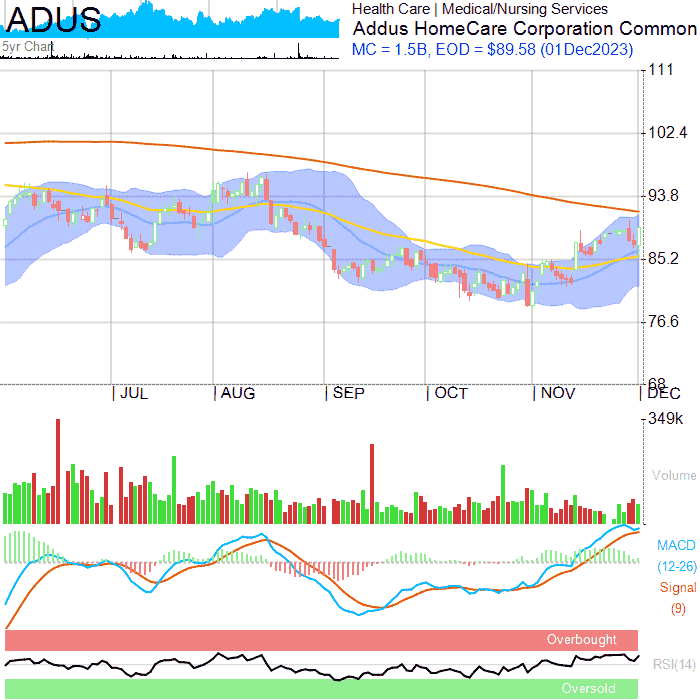 ADUS
5yr Chart
Health Care | Medical/Nursing Services
Addus HomeCare Corporation Common
MC = 1.5B, EOD = $89.58 (01Dec2023)
111
102.4
93.8
85.2
76.6
68
JUL AUG SEP OCT NOV DEC
349k
Volume
MACD
(12-26)
Signal
(9)
Overbought
RSI(14)
Oversold